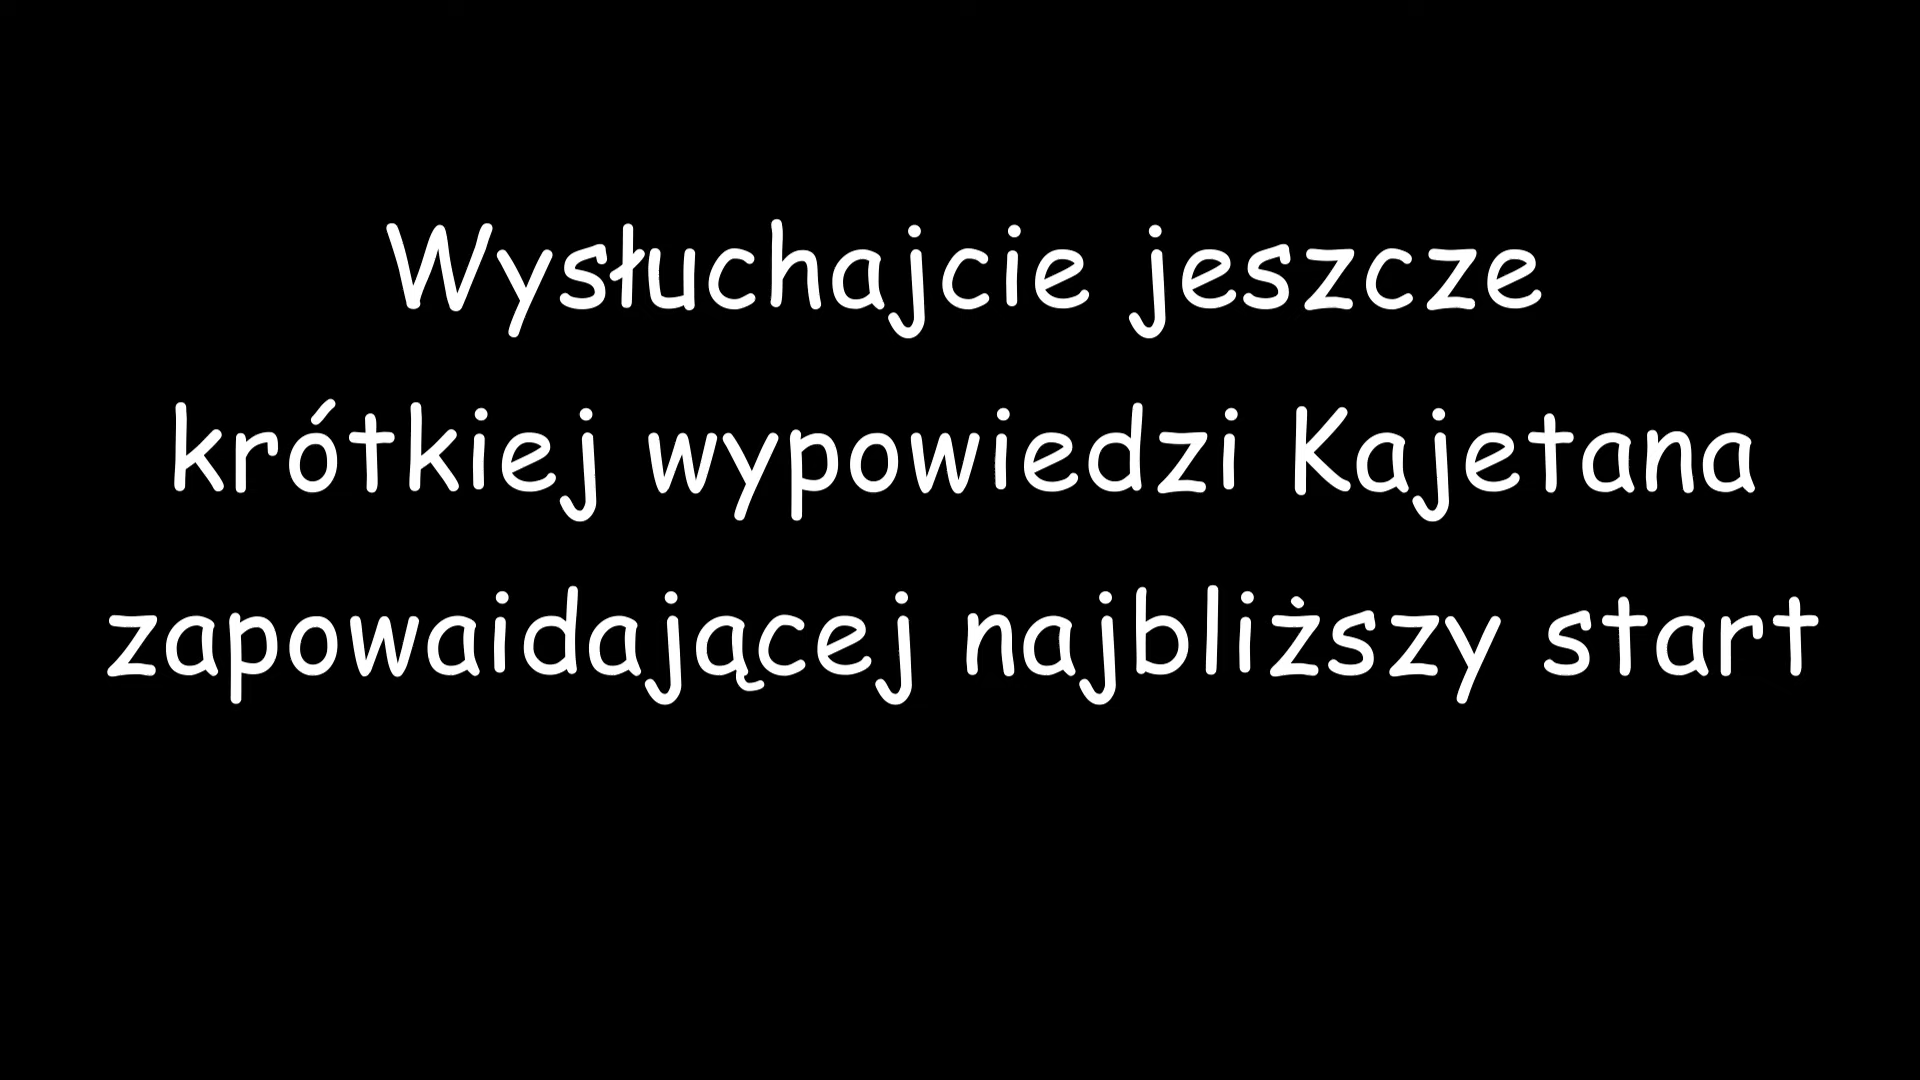 Wysłuchajcie jeszcze
krótkiej wypowiedzi Kajetana
zapowaidającej najbliższy start